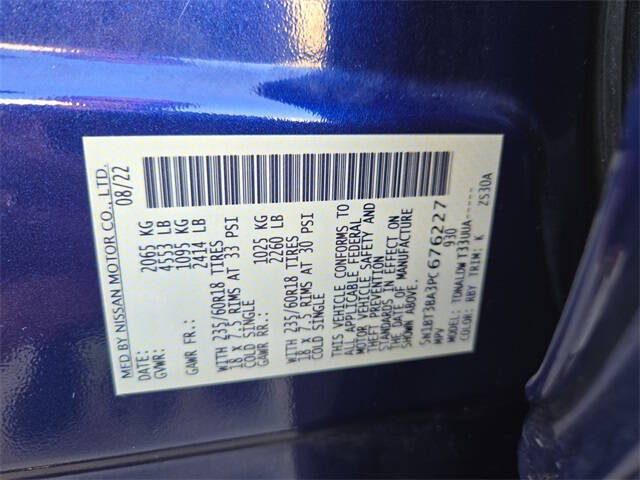 MFD BY NISSAN MOTOR CO., LTD.
DATE: 08/22
GVWR: 2065 KG
4553 LB
GAWR FR.: 1095 KG
2414 LB
WITH 235/60R18 TIRES
18 X 7.5 RIMS AT 33 PSI
COLD SINGLE
GAWR RR.: 1025 KG
2260 LB
WITH 235/60R18 TIRES
18 X 7.5 RIMS AT 30 PSI
COLD SINGLE
THIS VEHICLE CONFORMS TO
ALL APPLICABLE FEDERAL
MOTOR VEHICLE SAFETY AND
THEFT PREVENTION
STANDARDS IN EFFECT ON
THE DATE OF MANUFACTURE
SHOWN ABOVE.
5N1BT3BA3PC676227
MPV 930
MODEL:
COLOR: RBY TRIM: K ZS30A